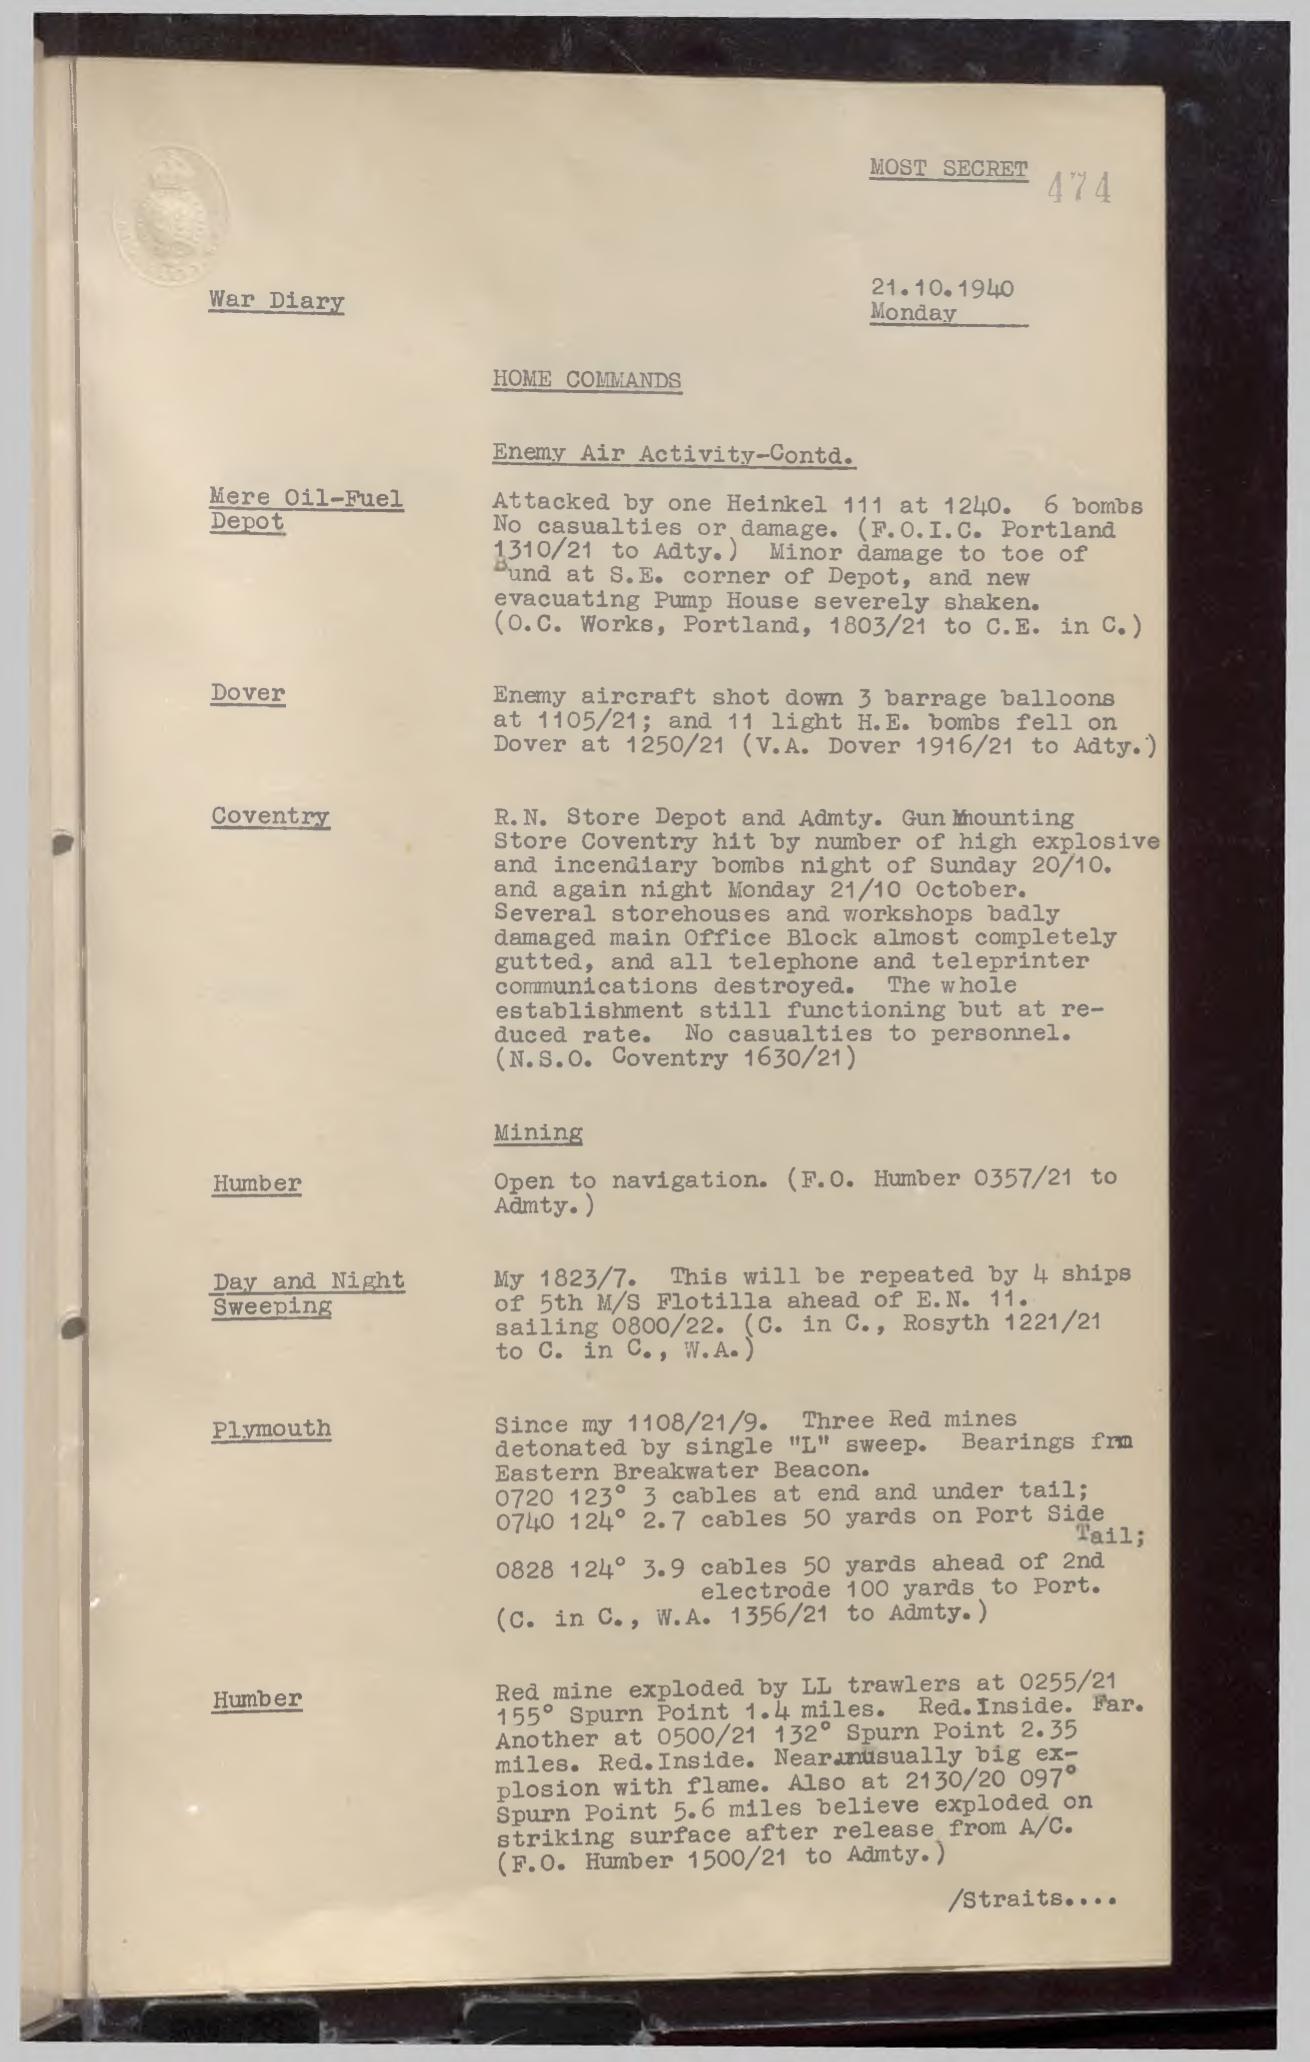 MOST SECRET 474
War Diary
21.10.1940
Monday
HOME COMMANDS
Enemy Air Activity-Contd.
Mere Oil-Fuel
Depot
Attacked by one Heinkel 111 at 1240. 6 bombs
No casualties or damage. (F.O.I.C. Portland
1310/21 to Adty.) Minor damage to toe of
Bund at S.E. corner of Depot, and new
evacuating Pump House severely shaken.
(O.C. Works, Portland, 1803/21 to C.E. in C.)
Dover
Enemy aircraft shot down 3 barrage balloons
at 1105/21; and 11 light H.E. bombs fell on
Dover at 1250/21 (V.A. Dover 1916/21 to Adty.)
Coventry
R.N. Store Depot and Admty. Gun Mounting
Store Coventry hit by number of high explosive
and incendiary bombs night of Sunday 20/10.
and again night Monday 21/10 October.
Several storehouses and workshops badly
damaged main Office Block almost completely
gutted, and all telephone and teleprinter
communications destroyed. The whole
establishment still functioning but at re-
duced rate. No casualties to personnel.
(N.S.O. Coventry 1630/21)
Mining
Humber
Open to navigation. (F.O. Humber 0357/21 to
Admty.)
Day and Night
Sweeping
My 1823/7. This will be repeated by 4 ships
of 5th M/S Flotilla ahead of E.N. 11.
sailing 0800/22. (C. in C., Rosyth 1221/21
to C. in C., W.A.)
Plymouth
Since my 1108/21/9. Three Red mines
detonated by single "L" sweep. Bearings frm
Eastern Breakwater Beacon.
0720 123° 3 cables at end and under tail;
0740 124° 2.7 cables 50 yards on Port Side
Tail;
0828 124° 3.9 cables 50 yards ahead of 2nd
electrode 100 yards to Port.
(C. in C., W.A. 1356/21 to Admty.)
Humber
Red mine exploded by LL trawlers at 0255/21
155° Spurn Point 1.4 miles. Red.Inside. Far.
Another at 0500/21 132° Spurn Point 2.35
miles. Red.Inside. Near.unusually big ex-
plosion with flame. Also at 2130/20 097°
Spurn Point 5.6 miles believe exploded on
striking surface after release from A/C.
(F.O. Humber 1500/21 to Admty.)
/Straits....